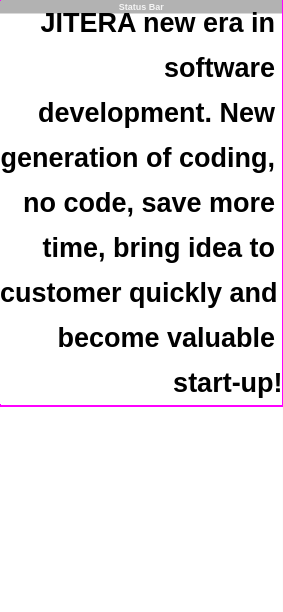 Status Bar
JITERA new era in
software
development. New
generation of coding,
no code, save more
time, bring idea to
customer quickly and
become valuable
start-up!